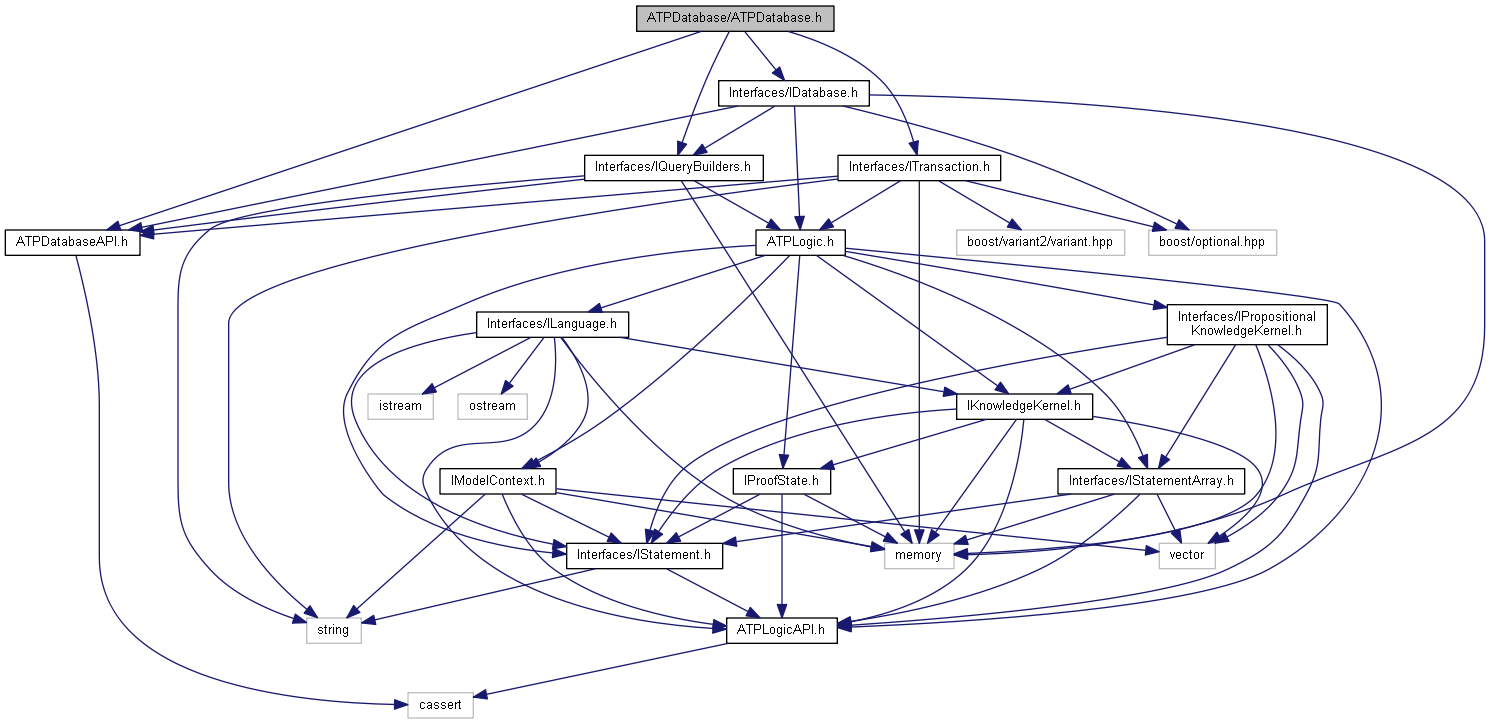 ATPDatabase/ATPDatabase.h
Interfaces/IDatabase.h
Interfaces/IQueryBuilders.h
Interfaces/ITransaction.h
ATPDatabaseAPI.h
ATPLogic.h
boost/variant2/variant.hpp
boost/optional.hpp
Interfaces/ILanguage.h
Interfaces/IPropositional
KnowledgeKernel.h
istream
ostream
IKnowledgeKernel.h
IModelContext.h
IProofState.h
Interfaces/IStatementArray.h
Interfaces/IStatement.h
memory
vector
string
ATPLogicAPI.h
cassert